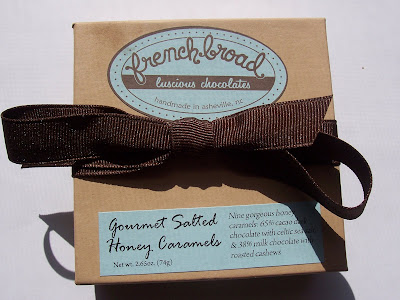 french broad
luscious chocolates
handmade in asheville, nc
Gourmet Salted
Honey Caramels
Net wt. 2.65oz. (74g)
Nine gorgeous honey
caramels: 65% cacao dark
chocolate with celtic sea salt
& 38% milk chocolate with
roasted cashews